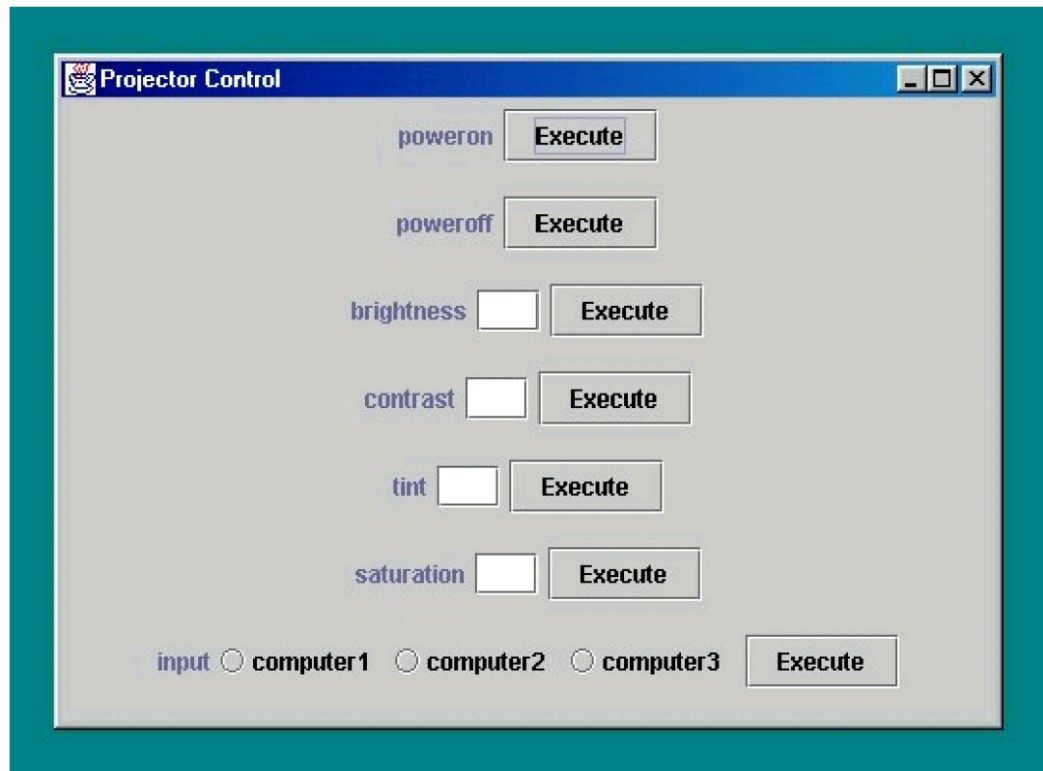 Projector Control
poweron Execute
poweroff Execute
brightness Execute
contrast Execute
tint Execute
saturation Execute
input computer1 computer2 computer3 Execute